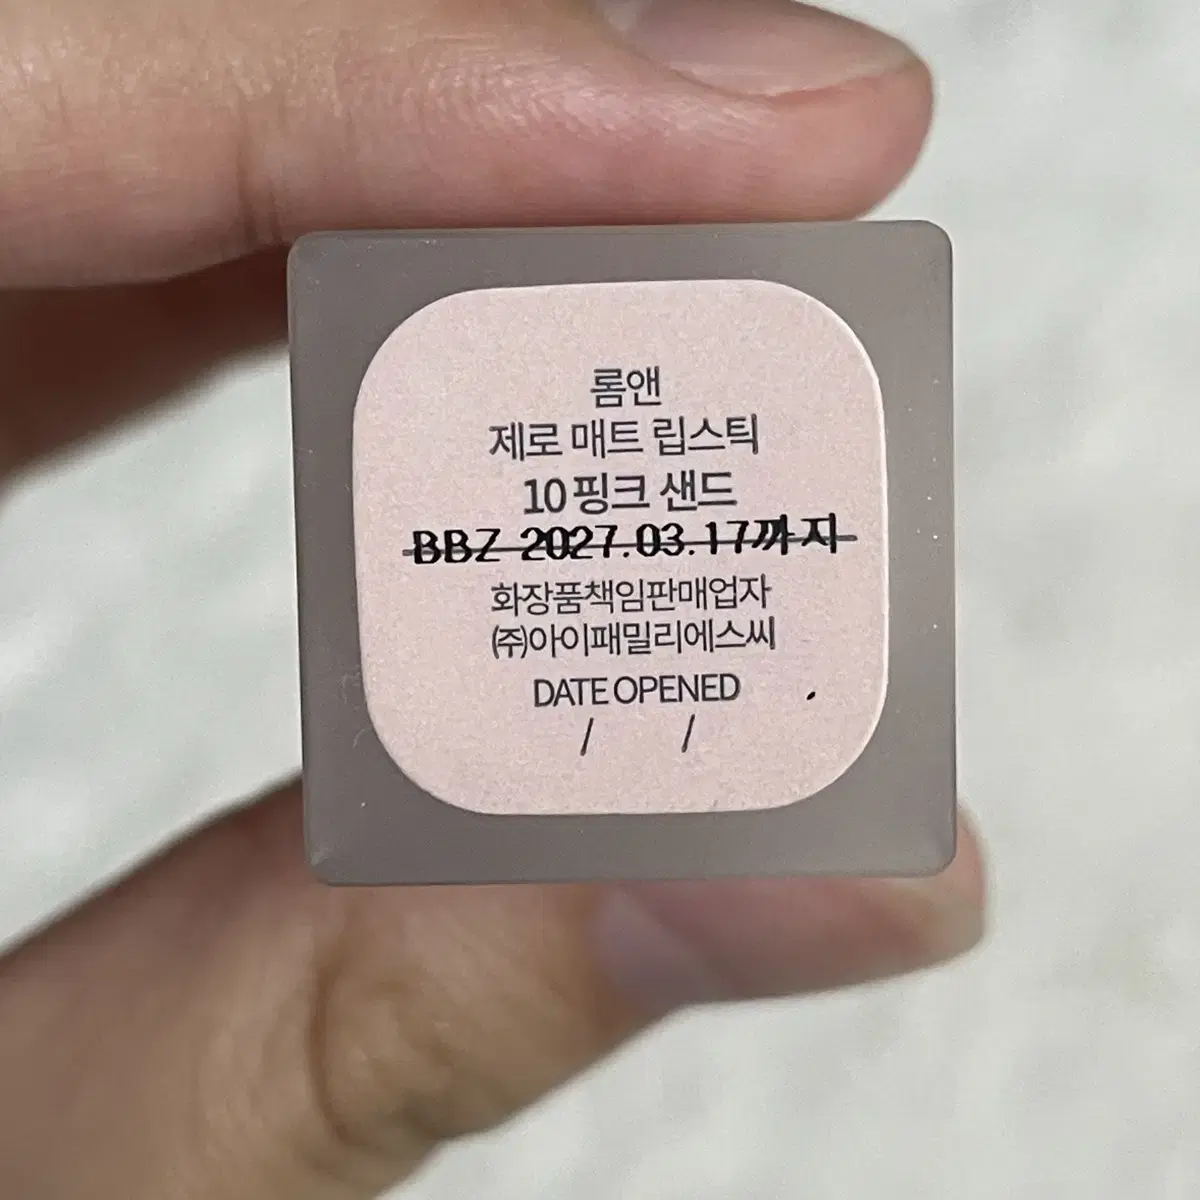 롬앤
제로 매트 립스틱
10 핑크 샌드
BBZ 2027.03.17까지
화장품책임판매업자
㈜아이패밀리에스씨
DATE OPENED
/ /